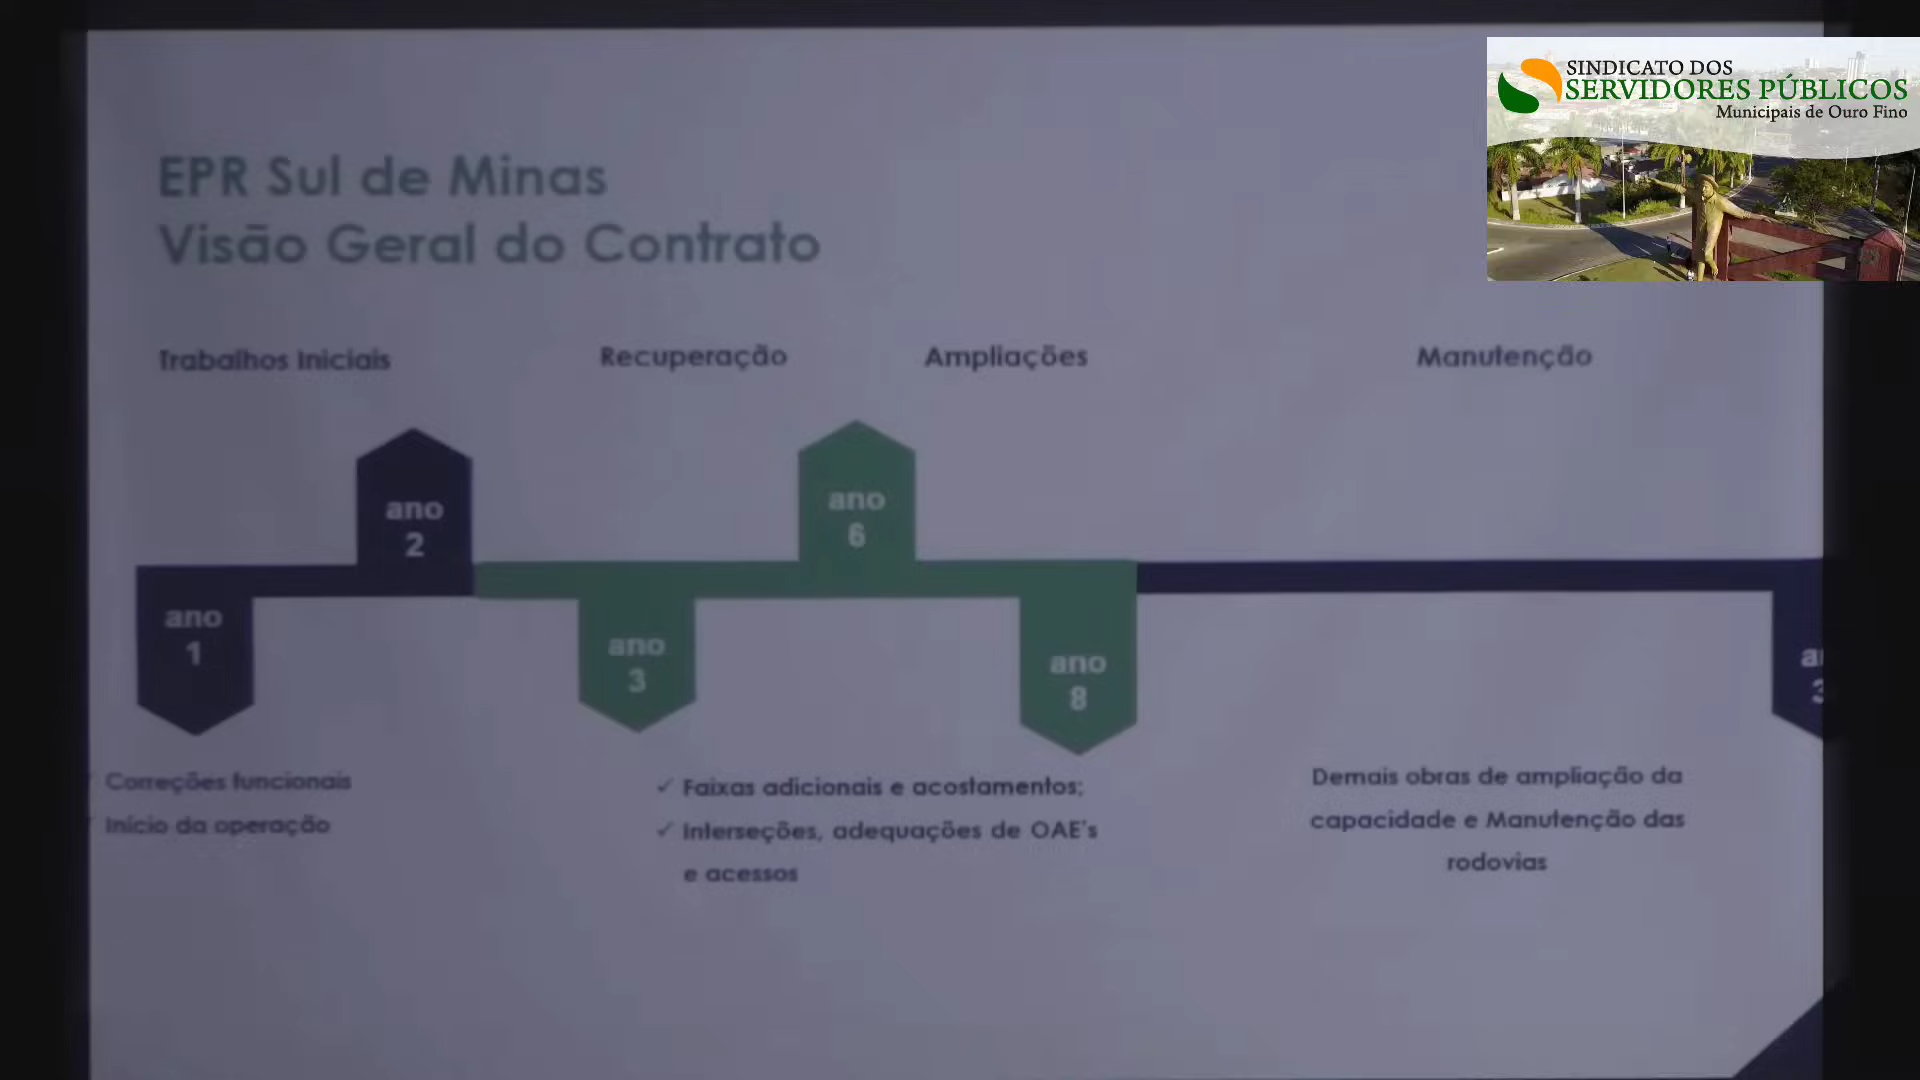 SINDICATO DOS
SERVIDORES PÚBLICOS
Municipais de Ouro Fino
EPR Sul de Minas
Visão Geral do Contrato
Trabalhos Iniciais
Recuperação
Ampliações
Manutenção
ano
2
ano
6
ano
1
ano
3
ano
8
Correções funcionais
Início da operação
✓ Faixas adicionais e acostamentos;
✓ Interseções, adequações de OAE's
e acessos
Demais obras de ampliação da
capacidade e Manutenção das
rodovias